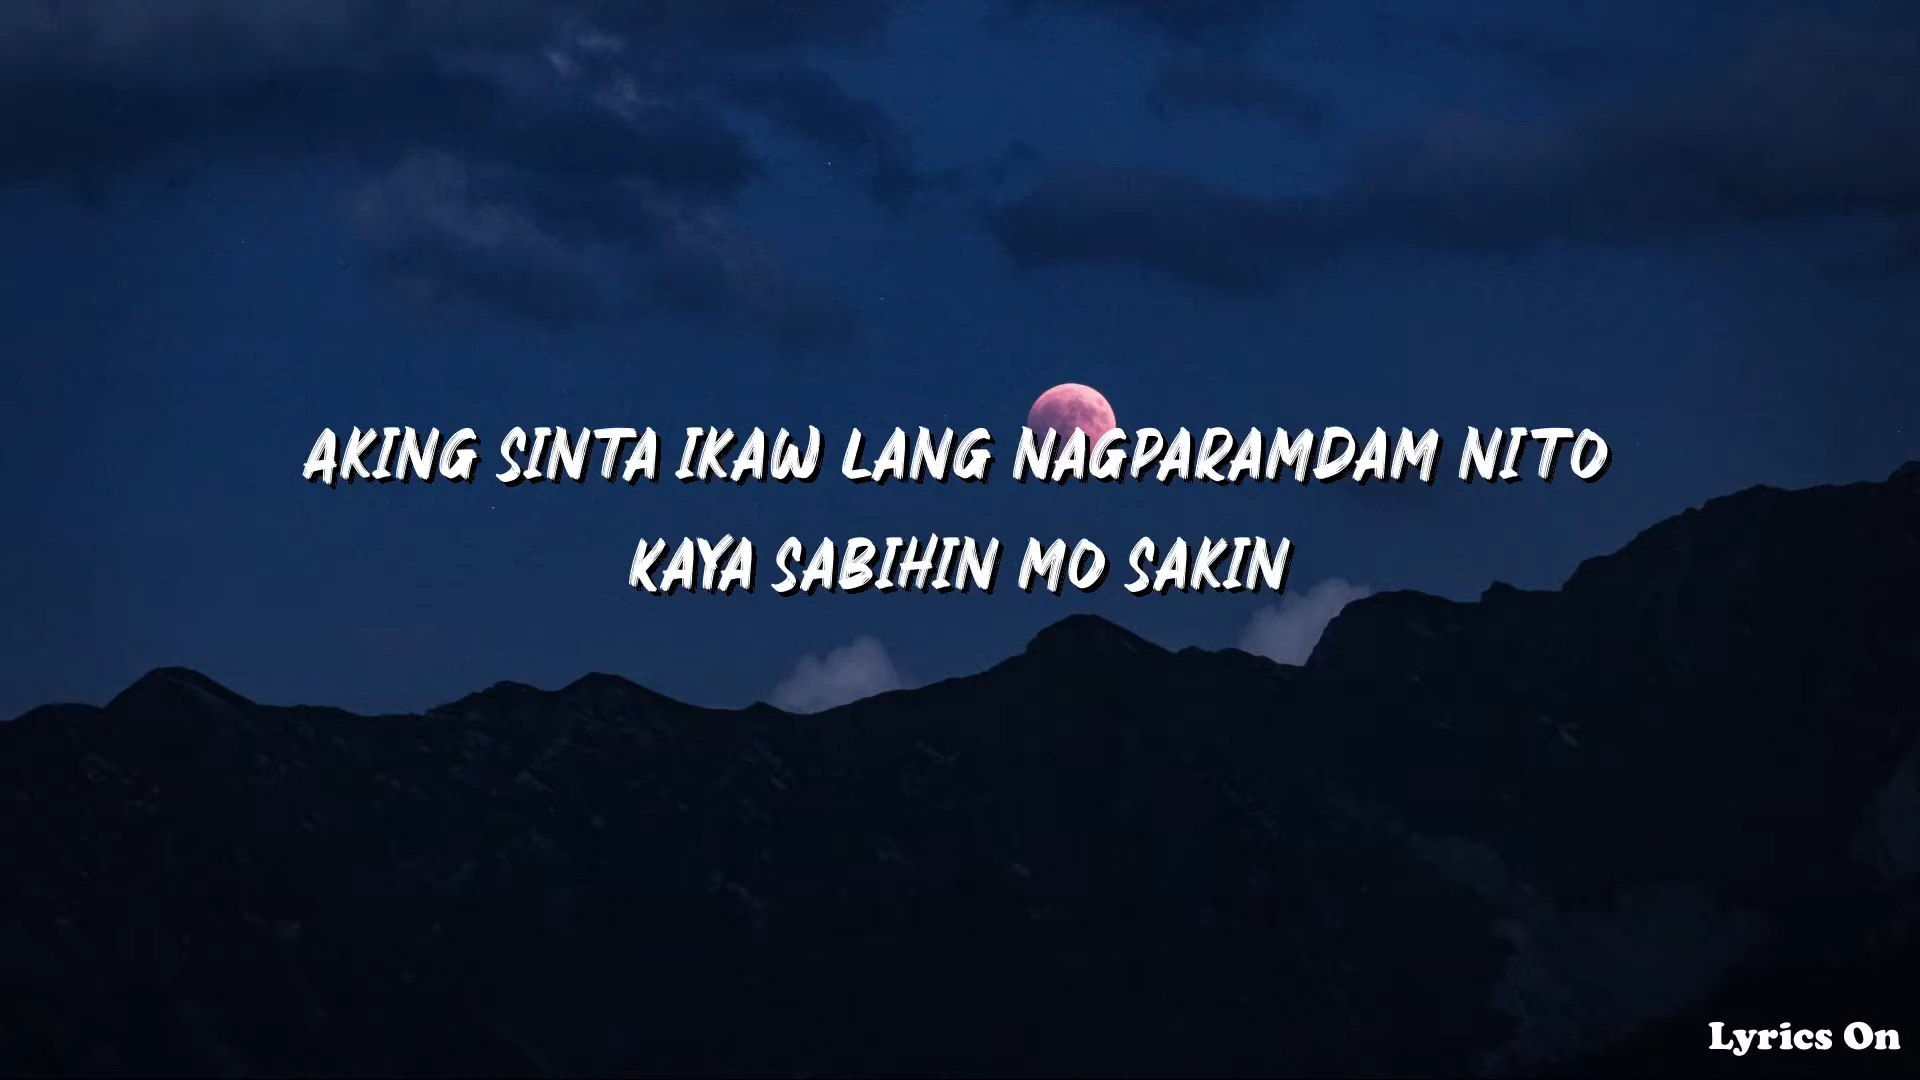 AKING SINTA IKAW LANG NAGPARAMDAM NITO
KAYA SABIHIN MO SAKIN
Lyrics On